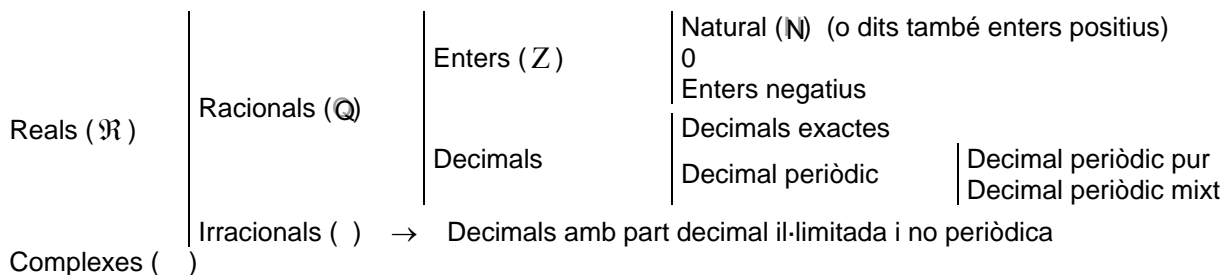 Natural (N) (o dits també enters positius)
Enters (Z) 0
Enters negatius
Racionals (Q)
Reals (ℜ) Decimals exactes
Decimals Decimal periòdic Decimal periòdic pur
Decimal periòdic mixt
Irracionals ( ) → Decimals amb part decimal il·limitada i no periòdica
Complexes ( )